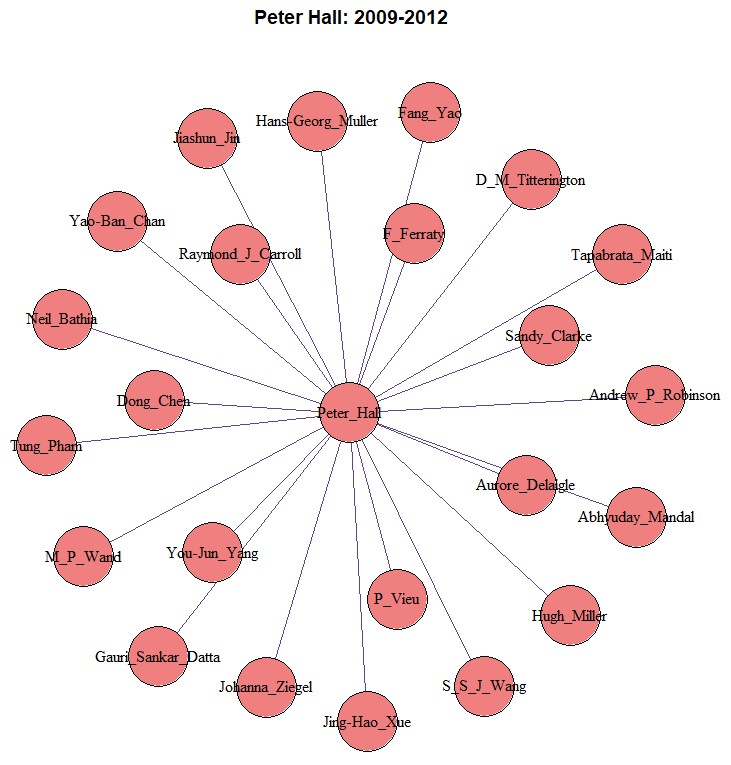 Peter Hall: 2009-2012
Fang_Yao
Hans-Georg_Muller
Jiashun_Jin
D_M_Titterington
Yao-Ban_Chan
F_Ferraty
Raymond_J_Carroll
Tapabrata_Maiti
Neil_Bathia
Sandy_Clarke
Andrew_P_Robinson
Dong_Chen
Peter_Hall
Tung_Pham
Aurore_Delaigle
Abhyuday_Mandal
You-Jun_Yang
M_P_Wand
P_Vieu
Hugh_Miller
Gauri_Sankar_Datta
Johanna_Ziegel
S_S_J_Wang
Jing-Hao_Xue